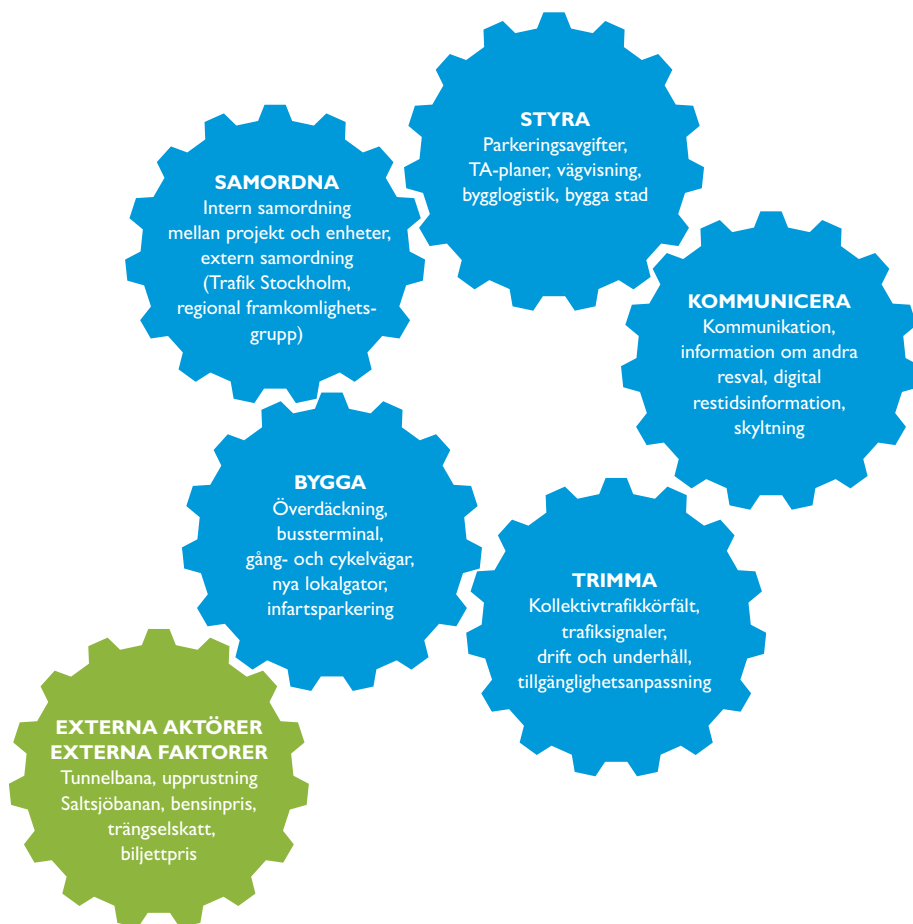 STYRA
Parkeringsavgifter,
TA-planer, vägvisning,
bygglogistik, bygga stad
SAMORDNA
Intern samordning
mellan projekt och enheter,
extern samordning
(Trafik Stockholm,
regional framkomlighets-
grupp)
KOMMUNICERA
Kommunikation,
information om andra
resval, digital
restidsinformation,
skyltning
BYGGA
Överdäckning,
bussterminal,
gång- och cykelvägar,
nya lokalgator,
infartsparkering
TRIMMA
Kollektivtrafikkörfält,
trafiksignaler,
drift och underhåll,
tillgänglighetsanpassning
EXTERNA AKTÖRER
EXTERNA FAKTORER
Tunnelbana, upprustning
Saltsjöbanan, bensinpris,
trängselskatt,
biljettpris